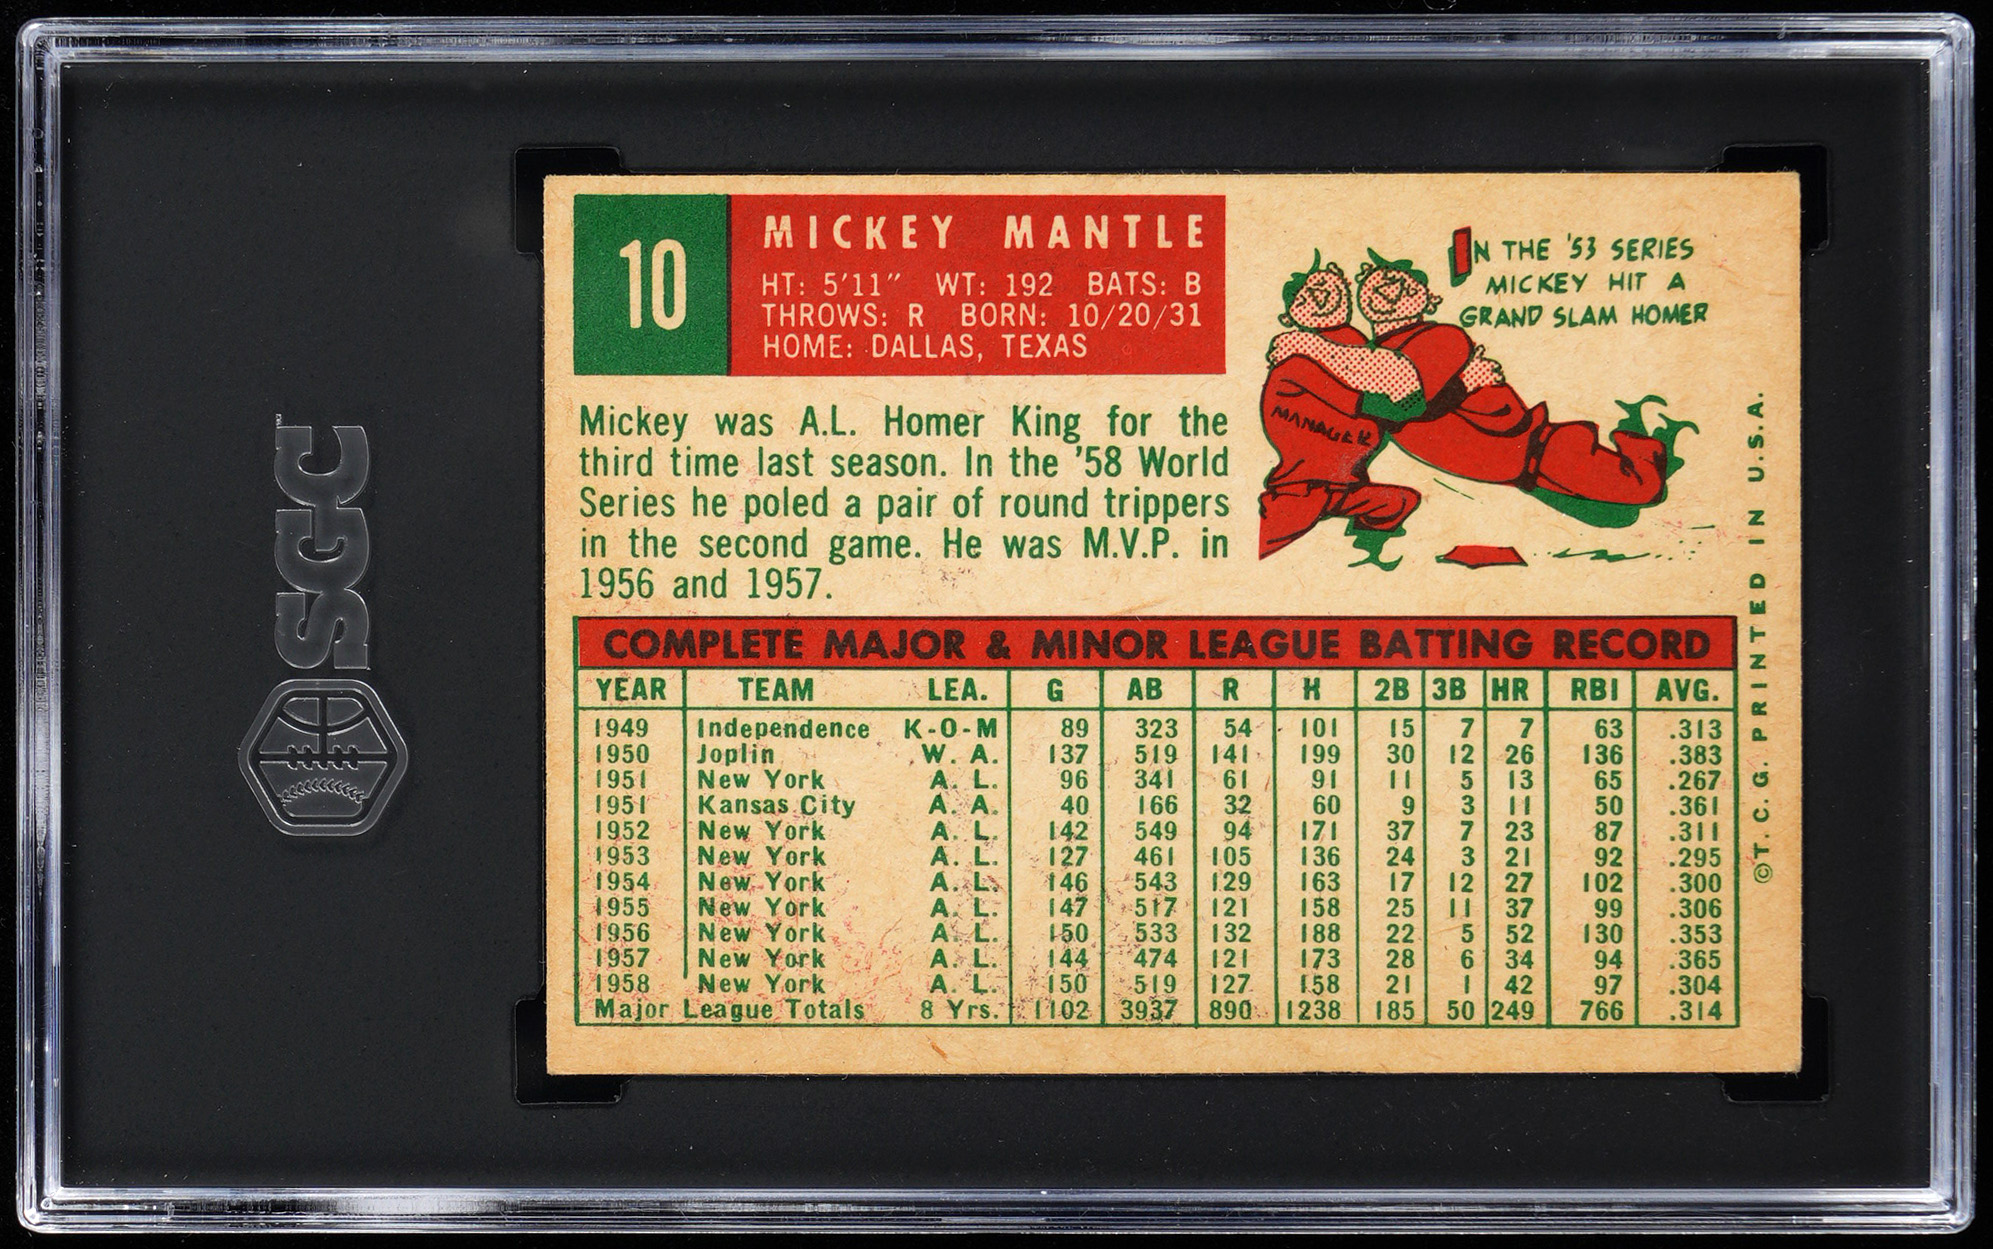 SGC
10
MICKEY MANTLE
HT: 5'11" WT: 192 BATS: B
THROWS: R BORN: 10/20/31
HOME: DALLAS, TEXAS
IN THE '53 SERIES
MICKEY HIT A
GRAND SLAM HOMER
MANAGER
Mickey was A.L. Homer King for the
third time last season. In the '58 World
Series he poled a pair of round trippers
in the second game. He was M.V.P. in
1956 and 1957.
COMPLETE MAJOR & MINOR LEAGUE BATTING RECORD
YEAR TEAM LEA. G AB R H 2B 3B HR RBI AVG.
1949 Independence K-O-M 89 323 54 101 15 7 7 63 .313
1950 Joplin W. A. 137 519 141 199 30 12 26 136 .383
1951 New York A. L. 96 341 61 91 11 5 13 65 .267
1951 Kansas City A. A. 40 166 32 60 9 3 11 50 .361
1952 New York A. L. 142 549 94 171 37 7 23 87 .311
1953 New York A. L. 127 461 105 136 24 3 21 92 .295
1954 New York A. L. 146 543 129 163 17 12 27 102 .300
1955 New York A. L. 147 517 121 158 25 11 37 99 .306
1956 New York A. L. 150 533 132 188 22 5 52 130 .353
1957 New York A. L. 144 474 121 173 28 6 34 94 .365
1958 New York A. L. 150 519 127 158 21 1 42 97 .304
Major League Totals 8 Yrs. 1102 3937 890 1238 185 50 249 766 .314
©T.C.G. PRINTED IN U.S.A.